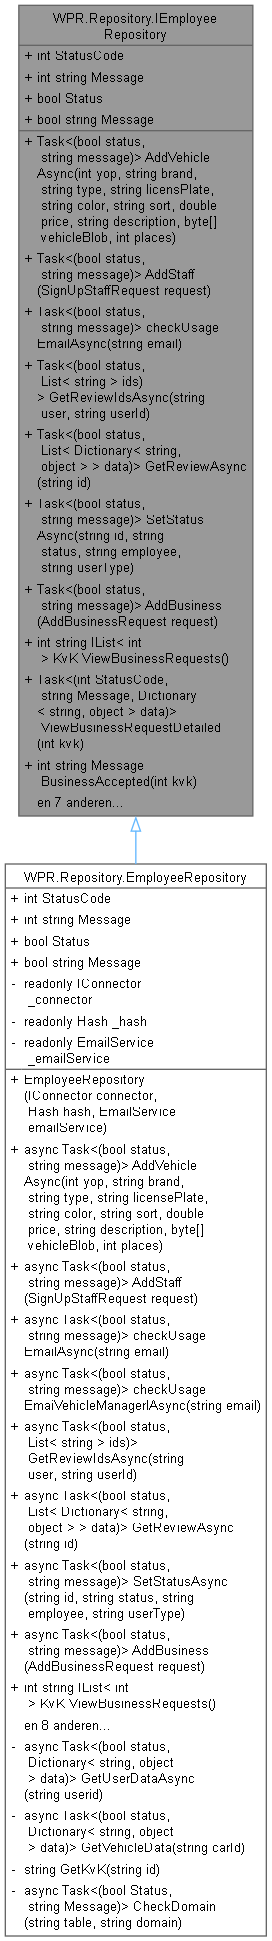 WPR.Repository.IEmployee
Repository
+ int StatusCode
+ int string Message
+ bool Status
+ bool string Message
+ Task<(bool status,
string message)> AddVehicle
Async(int yop, string brand,
string type, string licensPlate,
string color, string sort, double
price, string description, byte[]
vehicleBlob, int places)
+ Task<(bool status,
string message)> AddStaff
(SignUpStaffRequest request)
+ Task<(bool status,
string message)> checkUsage
EmailAsync(string email)
+ Task<(bool status,
List< string > ids)
> GetReviewIdsAsync(string
user, string userId)
+ Task<(bool status,
List< Dictionary< string,
object > > data)> GetReviewAsync
(string id)
+ Task<(bool status,
string message)> SetStatus
Async(string id, string
status, string employee,
string userType)
+ Task<(bool status,
string message)> AddBusiness
(AddBusinessRequest request)
+ int string IList< int
> KvK ViewBusinessRequests()
+ Task<(int StatusCode,
string Message, Dictionary
< string, object > data)>
ViewBusinessRequestDetailed
(int kvk)
+ int string Message
BusinessAccepted(int kvk)
en 7 anderen...
WPR.Repository.EmployeeRepository
+ int StatusCode
+ int string Message
+ bool Status
+ bool string Message
- readonly IConnector
_connector
- readonly Hash _hash
- readonly EmailService
_emailService
+ EmployeeRepository
(IConnector connector,
Hash hash, EmailService
emailService)
+ async Task<(bool status,
string message)> AddVehicle
Async(int yop, string brand,
string type, string licensePlate,
string color, string sort, double
price, string description, byte[]
vehicleBlob, int places)
+ async Task<(bool status,
string message)> AddStaff
(SignUpStaffRequest request)
+ async Task<(bool status,
string message)> checkUsage
EmailAsync(string email)
+ async Task<(bool status,
string message)> checkUsage
EmaiVehicleManagerlAsync(string email)
+ async Task<(bool status,
List< string > ids)>
GetReviewIdsAsync(string
user, string userId)
+ async Task<(bool status,
List< Dictionary< string,
object > > data)> GetReviewAsync
(string id)
+ async Task<(bool status,
string message)> SetStatusAsync
(string id, string status, string
employee, string userType)
+ async Task<(bool status,
string message)> AddBusiness
(AddBusinessRequest request)
+ int string IList< int
> KvK ViewBusinessRequests()
en 8 anderen...
- async Task<(bool status,
Dictionary< string, object
> data)> GetUserDataAsync
(string userid)
- async Task<(bool status,
Dictionary< string, object
> data)> GetVehicleData(string carId)
- string GetKvK(string id)
- async Task<(bool Status,
string Message)> CheckDomain
(string table, string domain)